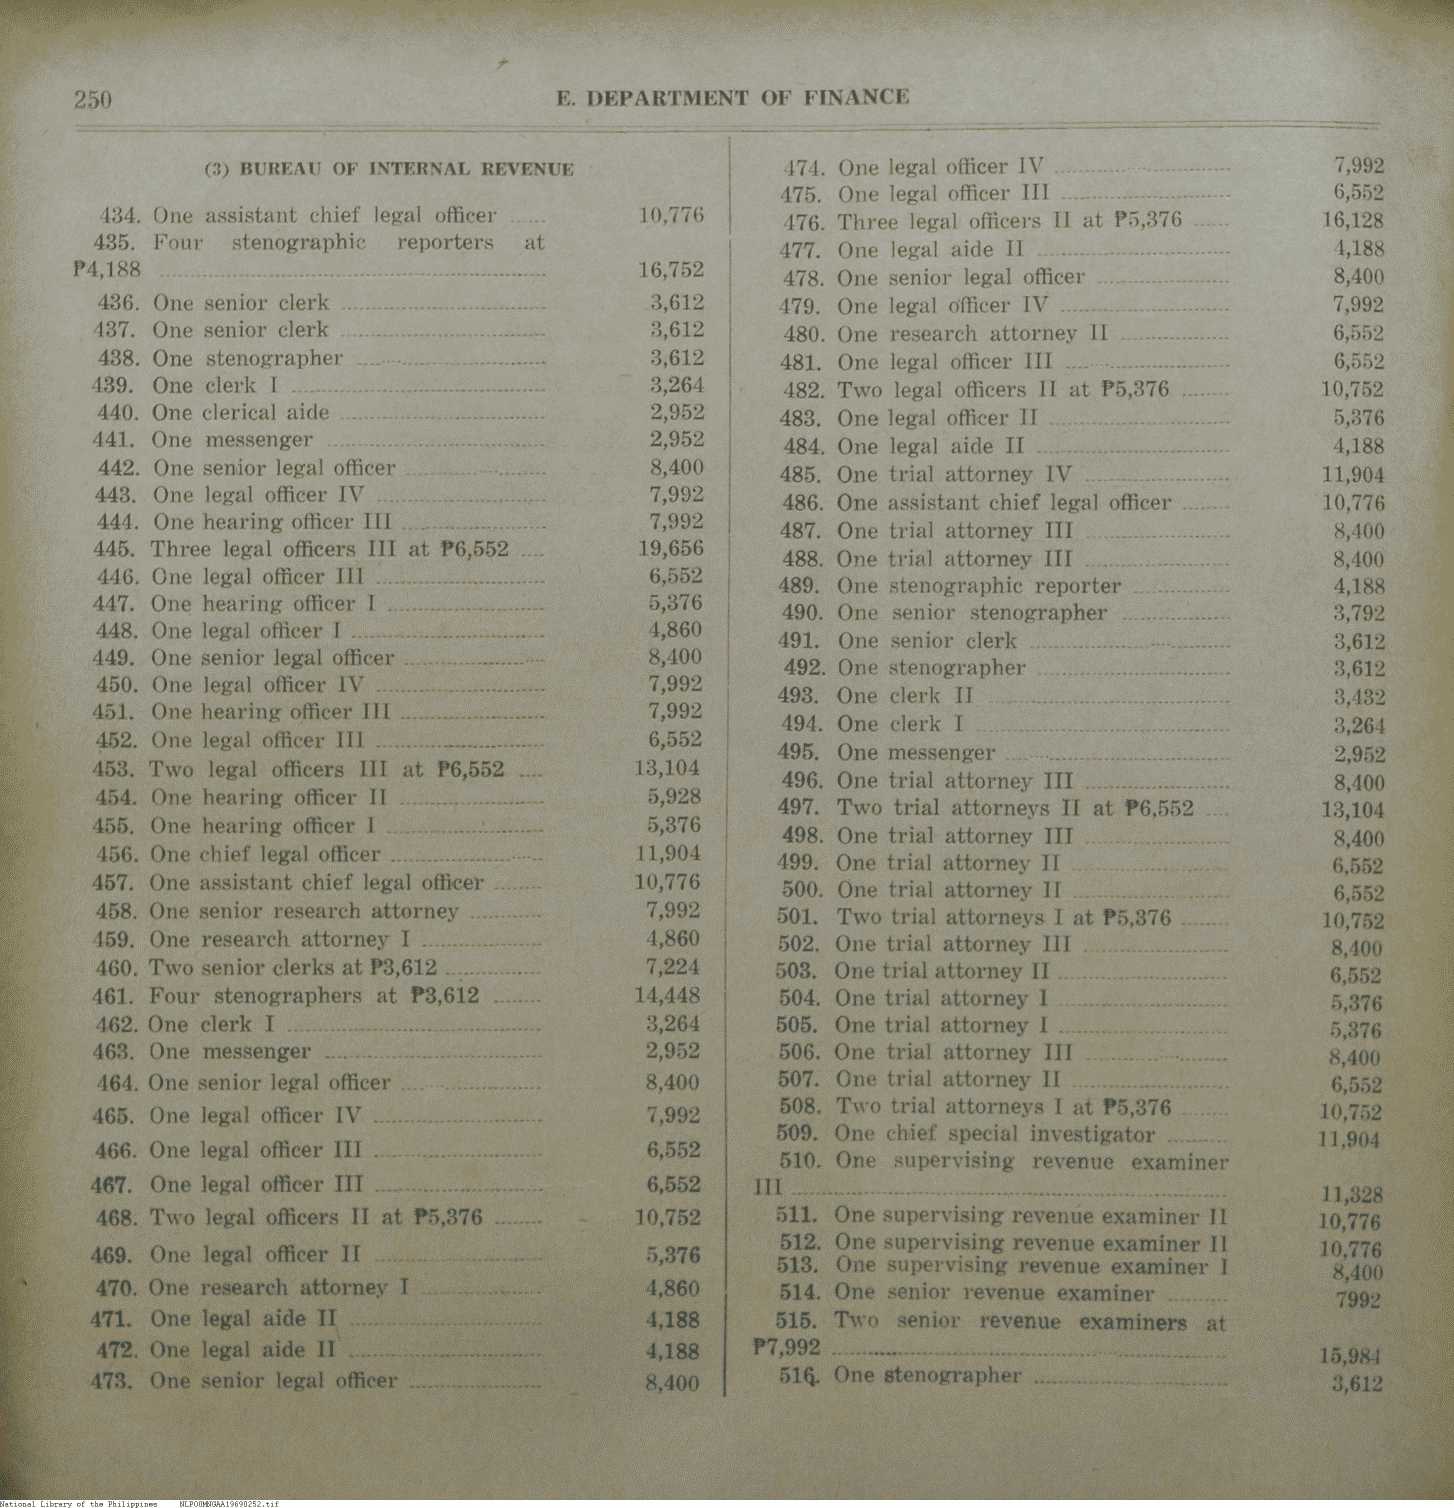 250
E. DEPARTMENT OF FINANCE
(3) BUREAU OF INTERNAL REVENUE
434. One assistant chief legal officer ...... 10,776
435. Four stenographic reporters at
₱4,188 ...... 16,752
436. One senior clerk ...... 3,612
437. One senior clerk ...... 3,612
438. One stenographer ...... 3,612
439. One clerk I ...... 3,264
440. One clerical aide ...... 2,952
441. One messenger ...... 2,952
442. One senior legal officer ...... 8,400
443. One legal officer IV ...... 7,992
444. One hearing officer III ...... 7,992
445. Three legal officers III at ₱6,552 .... 19,656
446. One legal officer III ...... 6,552
447. One hearing officer I ...... 5,376
448. One legal officer I ...... 4,860
449. One senior legal officer ...... 8,400
450. One legal officer IV ...... 7,992
451. One hearing officer III ...... 7,992
452. One legal officer III ...... 6,552
453. Two legal officers III at ₱6,552 .... 13,104
454. One hearing officer II ...... 5,928
455. One hearing officer I ...... 5,376
456. One chief legal officer ...... 11,904
457. One assistant chief legal officer ...... 10,776
458. One senior research attorney ...... 7,992
459. One research attorney I ...... 4,860
460. Two senior clerks at ₱3,612 ...... 7,224
461. Four stenographers at ₱3,612 ...... 14,448
462. One clerk I ...... 3,264
463. One messenger ...... 2,952
464. One senior legal officer ...... 8,400
465. One legal officer IV ...... 7,992
466. One legal officer III ...... 6,552
467. One legal officer III ...... 6,552
468. Two legal officers II at ₱5,376 ...... 10,752
469. One legal officer II ...... 5,376
470. One research attorney I ...... 4,860
471. One legal aide II ...... 4,188
472. One legal aide II ...... 4,188
473. One senior legal officer ...... 8,400
474. One legal officer IV ...... 7,992
475. One legal officer III ...... 6,552
476. Three legal officers II at ₱5,376 ...... 16,128
477. One legal aide II ...... 4,188
478. One senior legal officer ...... 8,400
479. One legal officer IV ...... 7,992
480. One research attorney II ...... 6,552
481. One legal officer III ...... 6,552
482. Two legal officers II at ₱5,376 ...... 10,752
483. One legal officer II ...... 5,376
484. One legal aide II ...... 4,188
485. One trial attorney IV ...... 11,904
486. One assistant chief legal officer ...... 10,776
487. One trial attorney III ...... 8,400
488. One trial attorney III ...... 8,400
489. One stenographic reporter ...... 4,188
490. One senior stenographer ...... 3,792
491. One senior clerk ...... 3,612
492. One stenographer ...... 3,612
493. One clerk II ...... 3,432
494. One clerk I ...... 3,264
495. One messenger ...... 2,952
496. One trial attorney III ...... 8,400
497. Two trial attorneys II at ₱6,552 .... 13,104
498. One trial attorney III ...... 8,400
499. One trial attorney II ...... 6,552
500. One trial attorney II ...... 6,552
501. Two trial attorneys I at ₱5,376 ...... 10,752
502. One trial attorney III ...... 8,400
503. One trial attorney II ...... 6,552
504. One trial attorney I ...... 5,376
505. One trial attorney I ...... 5,376
506. One trial attorney III ...... 8,400
507. One trial attorney II ...... 6,552
508. Two trial attorneys I at ₱5,376 ...... 10,752
509. One chief special investigator ...... 11,904
510. One supervising revenue examiner
III ...... 11,328
511. One supervising revenue examiner II 10,776
512. One supervising revenue examiner II 10,776
513. One supervising revenue examiner I 8,400
514. One senior revenue examiner ...... 7992
515. Two senior revenue examiners at
₱7,992 ...... 15,984
516. One stenographer ...... 3,612
National Library of the Philippines NLPOOMNGAA19690252.tif